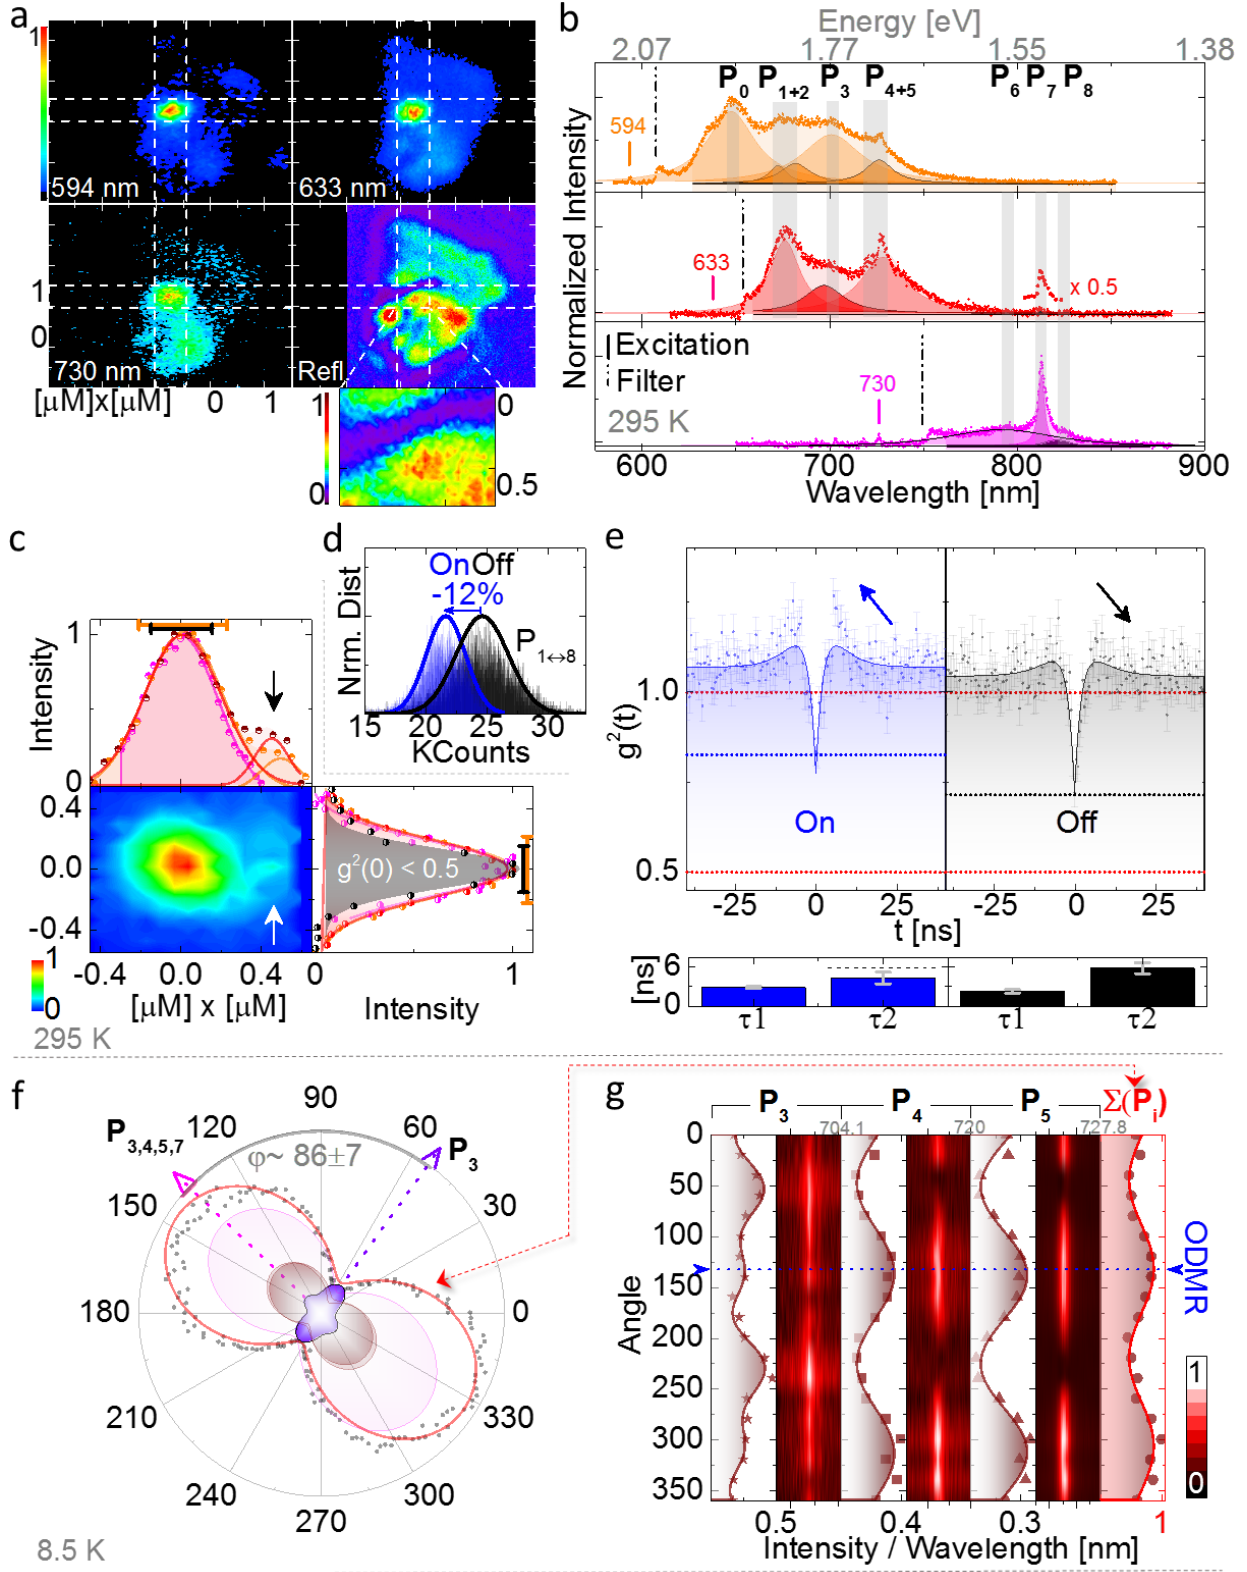 a
1
0
594 nm
633 nm
730 nm
Refl
1
0
[µM]x[µM]
0
1
1
0
0
0.5
b
Energy [eV]
2.07
1.77
1.55
1.38
P0 P1+2 P3 P4+5 P6 P7 P8
594
633
x 0.5
Excitation
Filter
730
295 K
Normalized Intensity
600
700
800
900
Wavelength [nm]
c
Intensity
1
0
0.4
0.0
-0.4
g²(0) < 0.5
-0.4
0.0
0.4
0
1
[µM] x [µM]
Intensity
1
0
295 K
d
On Off
-12%
P1↔8
Nrm. Dist
15
20
25
30
KCounts
e
g²(t)
1.0
0.5
On
Off
-25
0
25
-25
0
25
t [ns]
[ns]
6
0
τ1
τ2
τ1
τ2
f
90
120
60
P3,4,5,7
φ~ 86±7
P3
150
30
180
0
210
330
240
300
270
8.5 K
g
P3
P4
P5
Σ(Pi)
704.1
720
727.8
Angle
0
50
100
150
200
250
300
350
ODMR
1
0
0.5
0.4
0.3
1
Intensity / Wavelength [nm]